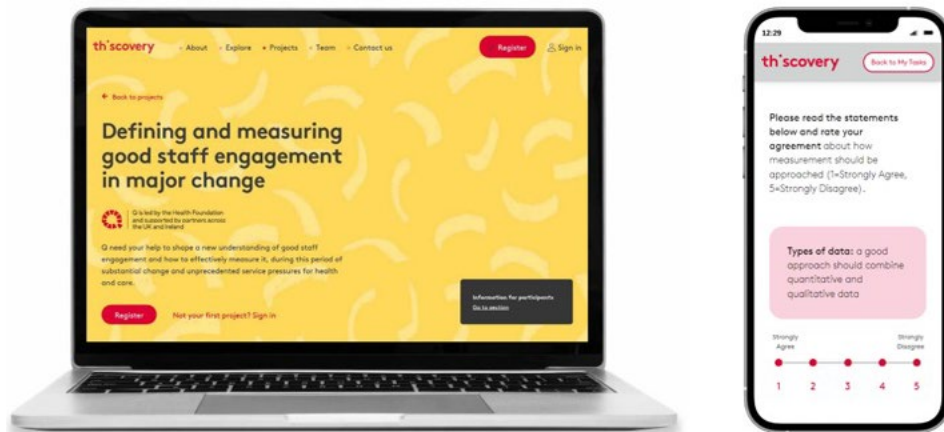 th·scovery
About
Explore
Projects
Team
Contact us
Register
Sign in
← Back to projects
Defining and measuring
good staff engagement
in major change
Q is led by the Health Foundation
and supported by partners across
the UK and Ireland
Q need your help to shape a new understanding of good staff
engagement and how to effectively measure it, during this period of
substantial change and unprecedented service pressures for health
and care.
Register
Not your first project? Sign in
Information for participants
Go to section
12:29
th·scovery
Back to My Tasks
Please read the statements
below and rate your
agreement about how
measurement should be
approached (1=Strongly Agree,
5=Strongly Disagree).
Types of data: a good
approach should combine
quantitative and
qualitative data
Strongly
Agree
Strongly
Disagree
1 2 3 4 5